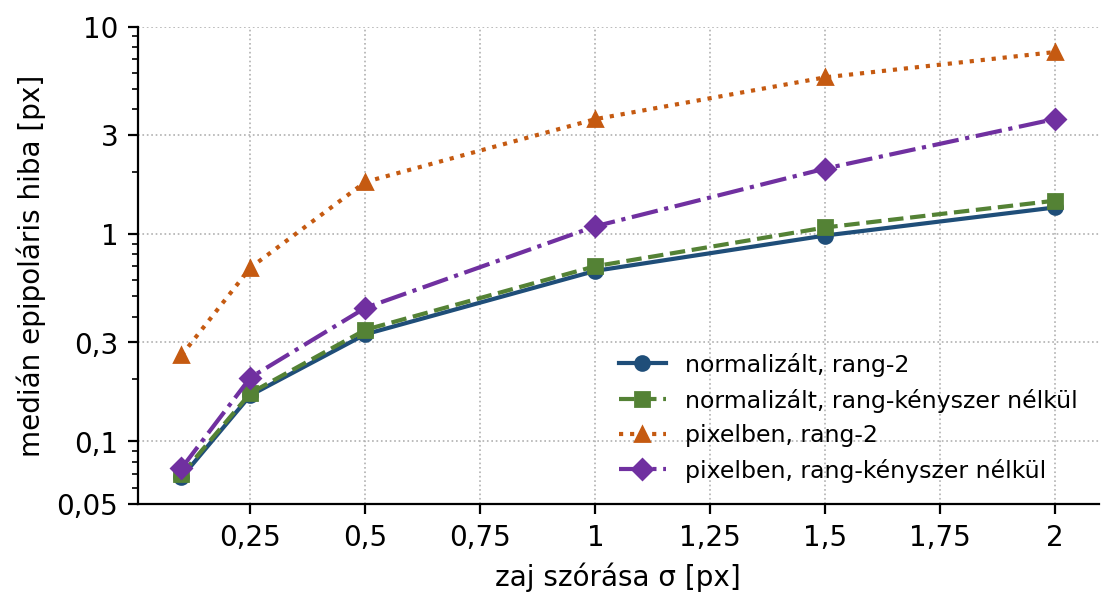 10
3
1
0,3
0,1
0,05
medián epipoláris hiba [px]
normalizált, rang-2
normalizált, rang-kényszer nélkül
pixelben, rang-2
pixelben, rang-kényszer nélkül
0,25 0,5 0,75 1 1,25 1,5 1,75 2
zaj szórása σ [px]